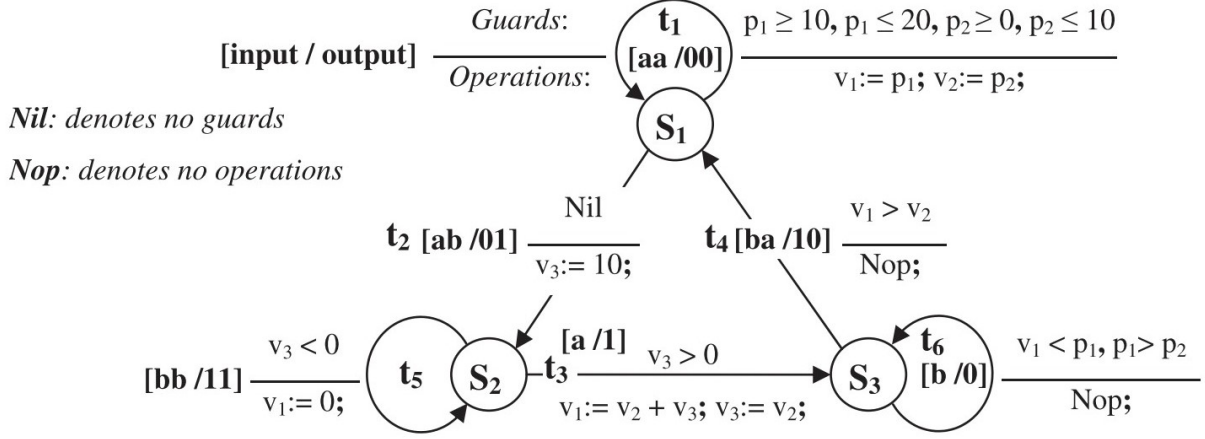 Guards:
[input / output]
Operations:
t₁
[aa /00]
p₁ ≥ 10, p₁ ≤ 20, p₂ ≥ 0, p₂ ≤ 10
v₁:= p₁; v₂:= p₂;
Nil: denotes no guards
Nop: denotes no operations
S₁
Nil
t₂ [ab /01]
v₃:= 10;
v₁ > v₂
t₄ [ba /10]
Nop;
v₃ < 0
[bb /11]
v₁:= 0;
t₅
S₂
[a /1]
t₃
v₃ > 0
v₁:= v₂ + v₃; v₃:= v₂;
S₃
t₆
[b /0]
v₁ < p₁, p₁> p₂
Nop;